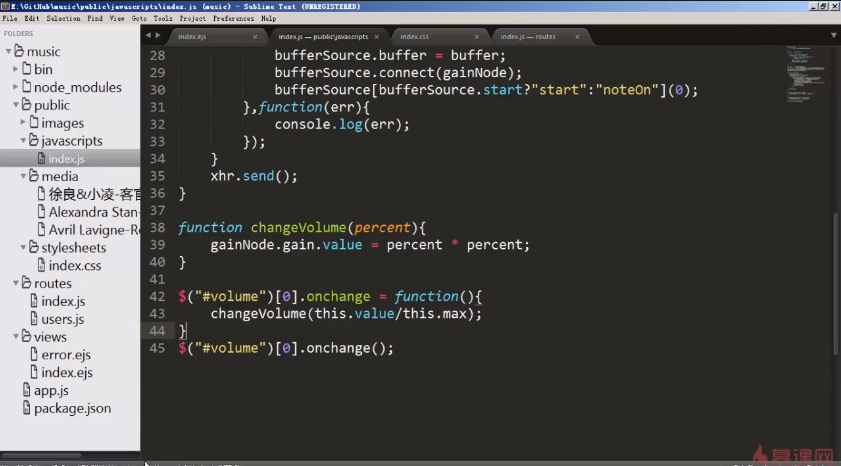 E:\GitHub\music\public\javascripts\index.js (music) - Sublime Text (UNREGISTERED)
File Edit Selection Find View Goto Tools Project Preferences Help
FOLDERS
music
bin
node_modules
public
images
javascripts
index.js
media
徐良&小凌-客官
Alexandra Stan-
Avril Lavigne-Ro
stylesheets
index.css
routes
index.js
users.js
views
error.ejs
index.ejs
app.js
package.json
index.ejs × index.js — public\javascripts × index.css × index.js — routes ×
28 bufferSource.buffer = buffer;
29 bufferSource.connect(gainNode);
30 bufferSource[bufferSource.start?"start":"noteOn"](0);
31 },function(err){
32 console.log(err);
33 });
34 }
35 xhr.send();
36 }
37
38 function changeVolume(percent){
39 gainNode.gain.value = percent * percent;
40 }
41
42 $("#volume")[0].onchange = function(){
43 changeVolume(this.value/this.max);
44 }
45 $("#volume")[0].onchange();
慕课网